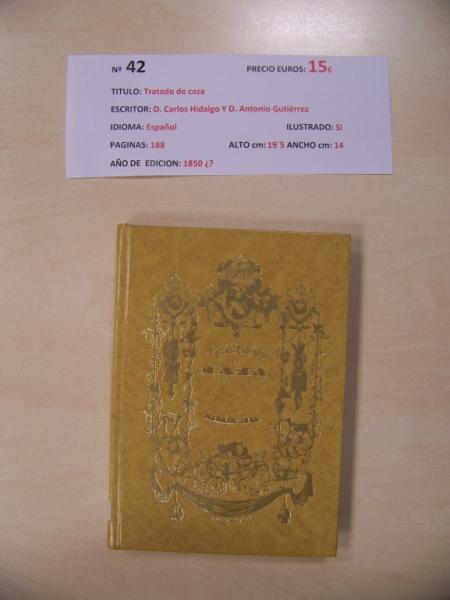 Nº 42 PRECIO EUROS: 15€
TITULO: Tratado de caza
ESCRITOR: D. Carlos Hidalgo Y D. Antonio Gutiérrez
IDIOMA: Español ILUSTRADO: SI
PAGINAS: 188 ALTO cm: 19´5 ANCHO cm: 14
AÑO DE EDICION: 1850 ¿?
TRATADO
DE
CAZA